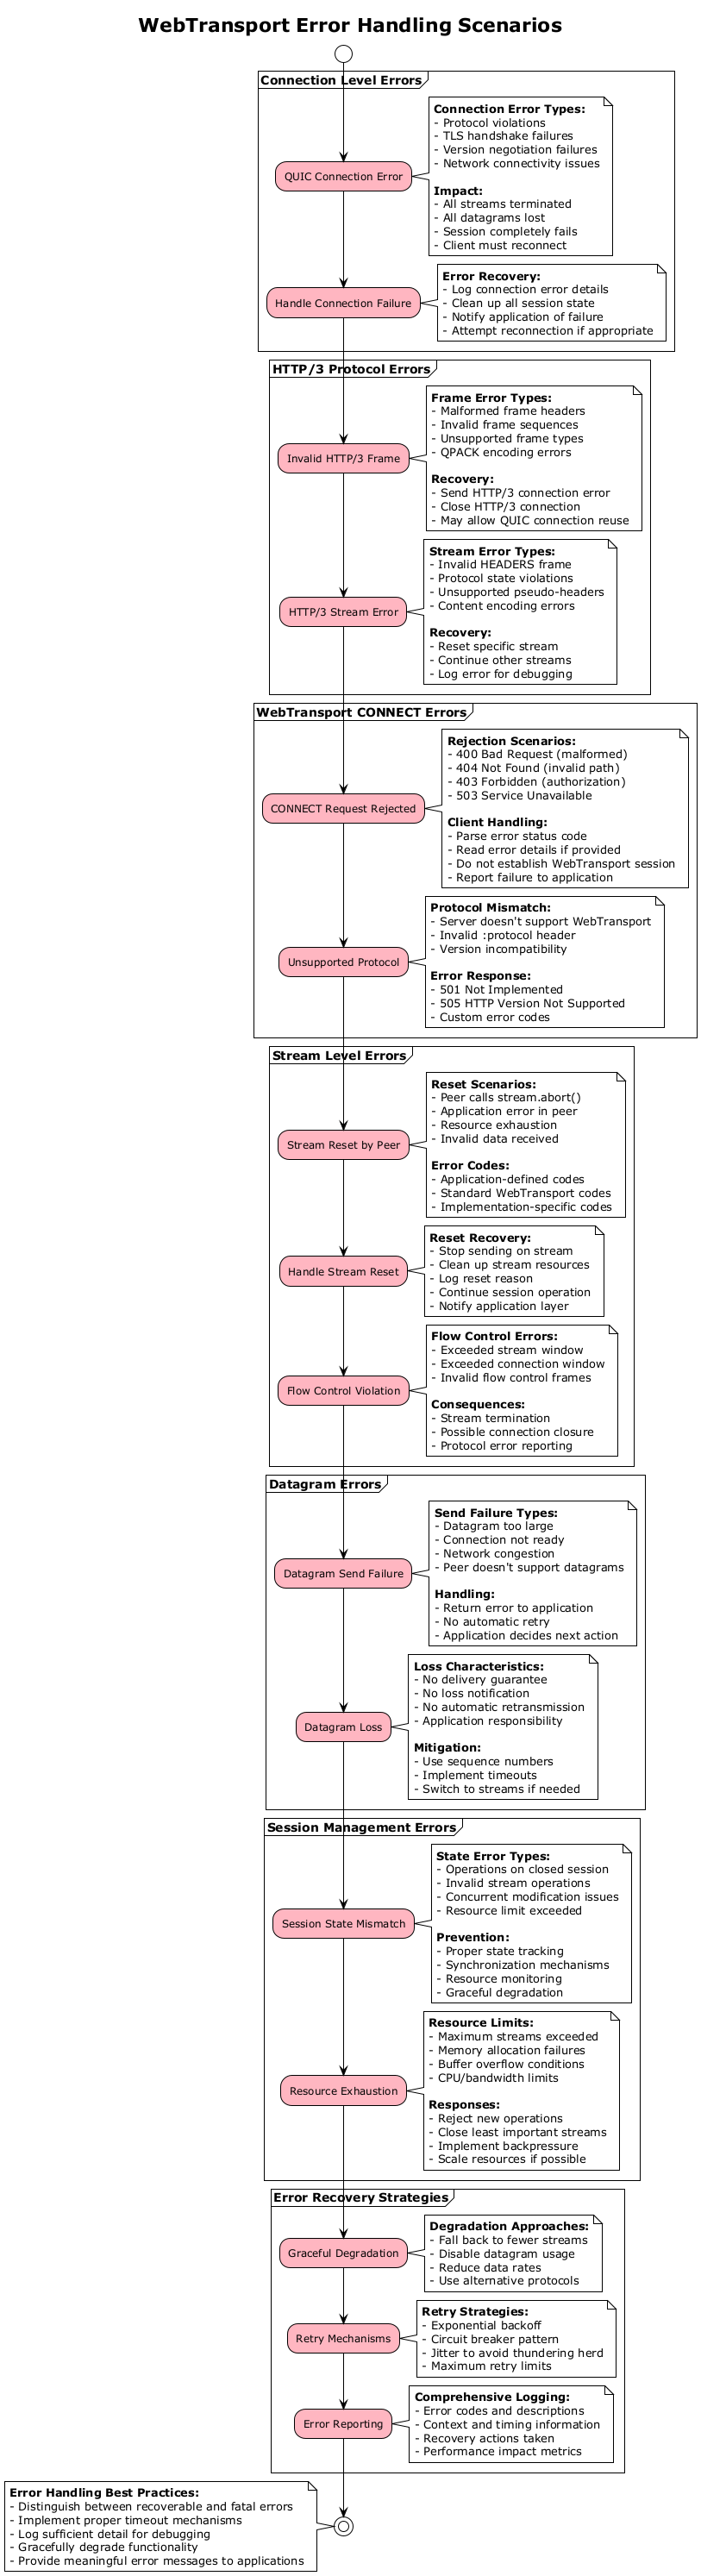 WebTransport Error Handling Scenarios
Connection Level Errors
Connection Error Types:
- Protocol violations
- TLS handshake failures
- Version negotiation failures
- Network connectivity issues
Impact:
- All streams terminated
- All datagrams lost
- Session completely fails
- Client must reconnect
QUIC Connection Error
Error Recovery:
- Log connection error details
- Clean up all session state
- Notify application of failure
- Attempt reconnection if appropriate
Handle Connection Failure
HTTP/3 Protocol Errors
Frame Error Types:
- Malformed frame headers
- Invalid frame sequences
- Unsupported frame types
- QPACK encoding errors
Recovery:
- Send HTTP/3 connection error
- Close HTTP/3 connection
- May allow QUIC connection reuse
Invalid HTTP/3 Frame
Stream Error Types:
- Invalid HEADERS frame
- Protocol state violations
- Unsupported pseudo-headers
- Content encoding errors
Recovery:
- Reset specific stream
- Continue other streams
- Log error for debugging
HTTP/3 Stream Error
WebTransport CONNECT Errors
Rejection Scenarios:
- 400 Bad Request (malformed)
- 404 Not Found (invalid path)
- 403 Forbidden (authorization)
- 503 Service Unavailable
Client Handling:
- Parse error status code
- Read error details if provided
- Do not establish WebTransport session
- Report failure to application
CONNECT Request Rejected
Protocol Mismatch:
- Server doesn't support WebTransport
- Invalid :protocol header
- Version incompatibility
Error Response:
- 501 Not Implemented
- 505 HTTP Version Not Supported
- Custom error codes
Unsupported Protocol
Stream Level Errors
Reset Scenarios:
- Peer calls stream.abort()
- Application error in peer
- Resource exhaustion
- Invalid data received
Error Codes:
- Application-defined codes
- Standard WebTransport codes
- Implementation-specific codes
Stream Reset by Peer
Reset Recovery:
- Stop sending on stream
- Clean up stream resources
- Log reset reason
- Continue session operation
- Notify application layer
Handle Stream Reset
Flow Control Errors:
- Exceeded stream window
- Exceeded connection window
- Invalid flow control frames
Consequences:
- Stream termination
- Possible connection closure
- Protocol error reporting
Flow Control Violation
Datagram Errors
Send Failure Types:
- Datagram too large
- Connection not ready
- Network congestion
- Peer doesn't support datagrams
Handling:
- Return error to application
- No automatic retry
- Application decides next action
Datagram Send Failure
Loss Characteristics:
- No delivery guarantee
- No loss notification
- No automatic retransmission
- Application responsibility
Mitigation:
- Use sequence numbers
- Implement timeouts
- Switch to streams if needed
Datagram Loss
Session Management Errors
State Error Types:
- Operations on closed session
- Invalid stream operations
- Concurrent modification issues
- Resource limit exceeded
Prevention:
- Proper state tracking
- Synchronization mechanisms
- Resource monitoring
- Graceful degradation
Session State Mismatch
Resource Limits:
- Maximum streams exceeded
- Memory allocation failures
- Buffer overflow conditions
- CPU/bandwidth limits
Responses:
- Reject new operations
- Close least important streams
- Implement backpressure
- Scale resources if possible
Resource Exhaustion
Error Recovery Strategies
Degradation Approaches:
- Fall back to fewer streams
- Disable datagram usage
- Reduce data rates
- Use alternative protocols
Graceful Degradation
Retry Strategies:
- Exponential backoff
- Circuit breaker pattern
- Jitter to avoid thundering herd
- Maximum retry limits
Retry Mechanisms
Comprehensive Logging:
- Error codes and descriptions
- Context and timing information
- Recovery actions taken
- Performance impact metrics
Error Reporting
Error Handling Best Practices:
- Distinguish between recoverable and fatal errors
- Implement proper timeout mechanisms
- Log sufficient detail for debugging
- Gracefully degrade functionality
- Provide meaningful error messages to applications